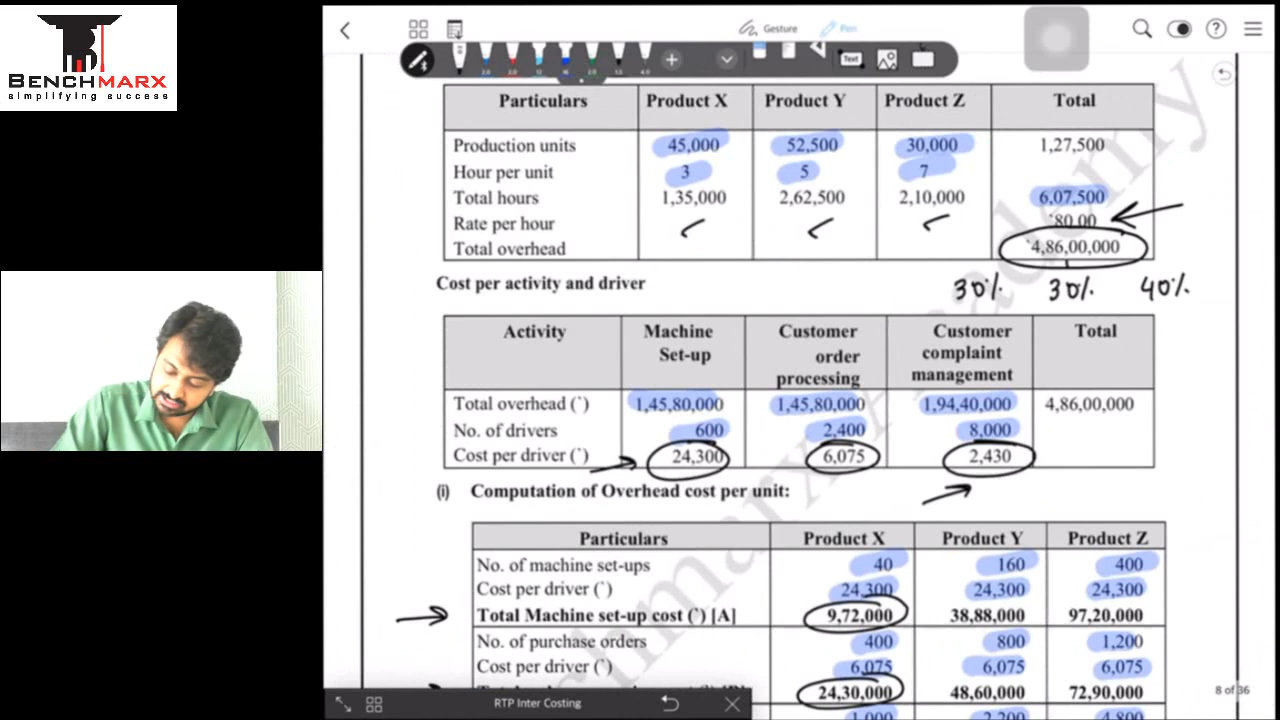 BENCHMARX
simplifying success
Gesture
Pen
Text
Particulars Product X Product Y Product Z Total
Production units 45,000 52,500 30,000 1,27,500
Hour per unit 3 5 7
Total hours 1,35,000 2,62,500 2,10,000 6,07,500
Rate per hour `80.00
Total overhead `4,86,00,000
Cost per activity and driver 30% 30% 40%
Activity Machine Set-up Customer order processing Customer complaint management Total
Total overhead (`) 1,45,80,000 1,45,80,000 1,94,40,000 4,86,00,000
No. of drivers 600 2,400 8,000
Cost per driver (`) 24,300 6,075 2,430
(i) Computation of Overhead cost per unit:
Particulars Product X Product Y Product Z
No. of machine set-ups 40 160 400
Cost per driver (`) 24,300 24,300 24,300
Total Machine set-up cost (`) [A] 9,72,000 38,88,000 97,20,000
No. of purchase orders 400 800 1,200
Cost per driver (`) 6,075 6,075 6,075
24,30,000 48,60,000 72,90,000
1,000 2,200 4,800
RTP Inter Costing
8 of 36
Benchmarx Academy